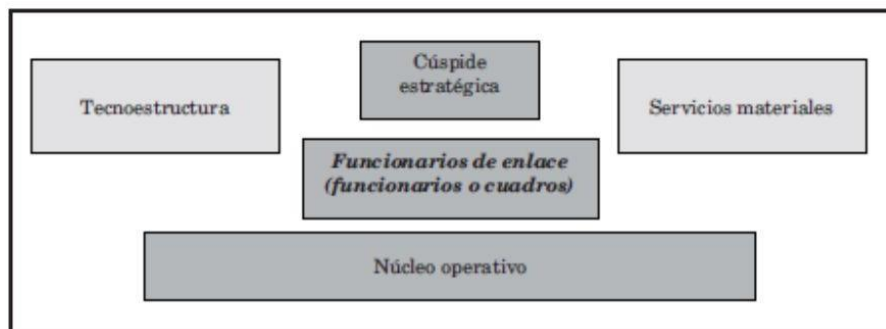 Cúspide
estratégica
Tecnoestructura
Servicios materiales
Funcionarios de enlace
(funcionarios o cuadros)
Núcleo operativo